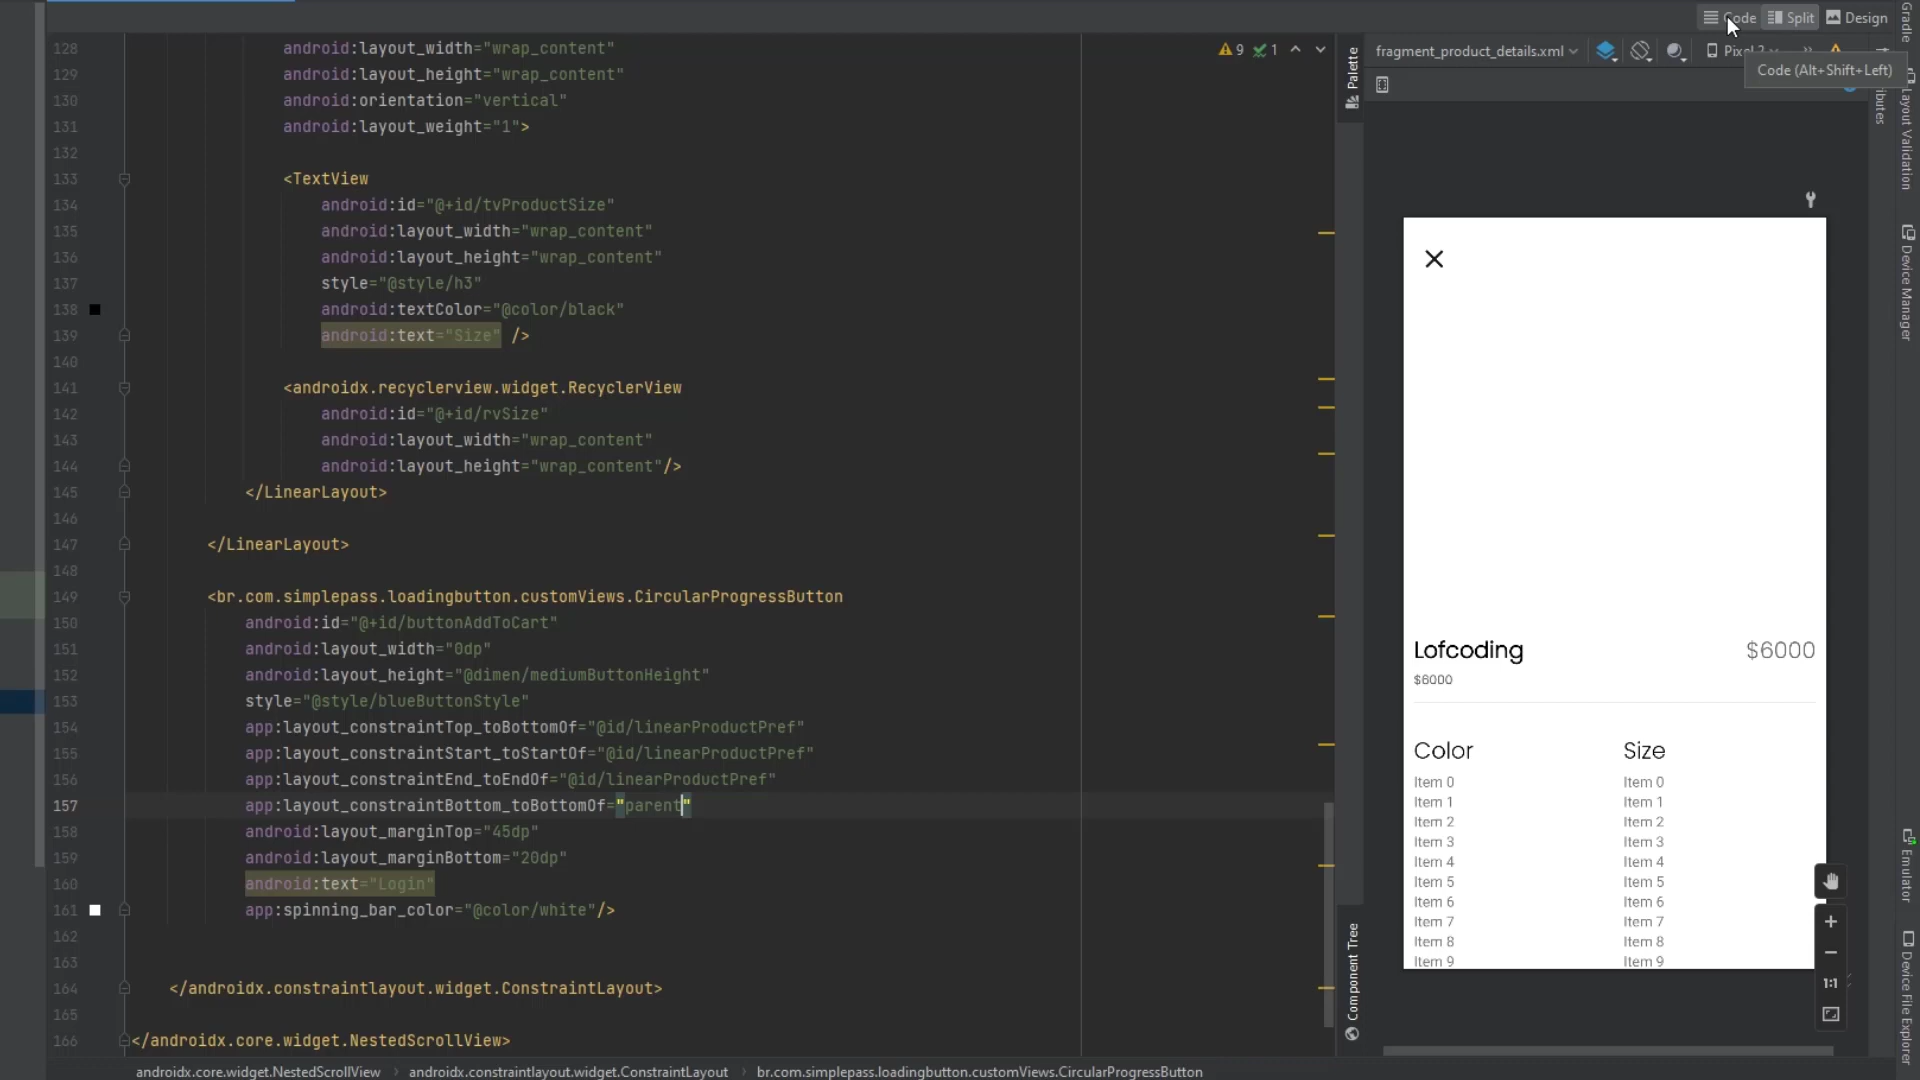 Code
Split
Design
Gradle
128 android:layout_width="wrap_content"
129 android:layout_height="wrap_content"
130 android:orientation="vertical"
131 android:layout_weight="1">
132
133 <TextView
134 android:id="@+id/tvProductSize"
135 android:layout_width="wrap_content"
136 android:layout_height="wrap_content"
137 style="@style/h3"
138 android:textColor="@color/black"
139 android:text="Size" />
140
141 <androidx.recyclerview.widget.RecyclerView
142 android:id="@+id/rvSize"
143 android:layout_width="wrap_content"
144 android:layout_height="wrap_content"/>
145 </LinearLayout>
146
147 </LinearLayout>
148
149 <br.com.simplepass.loadingbutton.customViews.CircularProgressButton
150 android:id="@+id/buttonAddToCart"
151 android:layout_width="0dp"
152 android:layout_height="@dimen/mediumButtonHeight"
153 style="@style/blueButtonStyle"
154 app:layout_constraintTop_toBottomOf="@id/linearProductPref"
155 app:layout_constraintStart_toStartOf="@id/linearProductPref"
156 app:layout_constraintEnd_toEndOf="@id/linearProductPref"
157 app:layout_constraintBottom_toBottomOf="parent"
158 android:layout_marginTop="45dp"
159 android:layout_marginBottom="20dp"
160 android:text="Login"
161 app:spinning_bar_color="@color/white"/>
162
163
164 </androidx.constraintlayout.widget.ConstraintLayout>
165
166 </androidx.core.widget.NestedScrollView>
androidx.core.widget.NestedScrollView > androidx.constraintlayout.widget.ConstraintLayout > br.com.simplepass.loadingbutton.customViews.CircularProgressButton
9 1
Palette
Component Tree
fragment_product_details.xml
Pixel 2
Code (Alt+Shift+Left)
Lofcoding $6000
$6000
Color Size
Item 0 Item 0
Item 1 Item 1
Item 2 Item 2
Item 3 Item 3
Item 4 Item 4
Item 5 Item 5
Item 6 Item 6
Item 7 Item 7
Item 8 Item 8
Item 9 Item 9
1:1
Layout Validation
Device Manager
Emulator
Device File Explorer